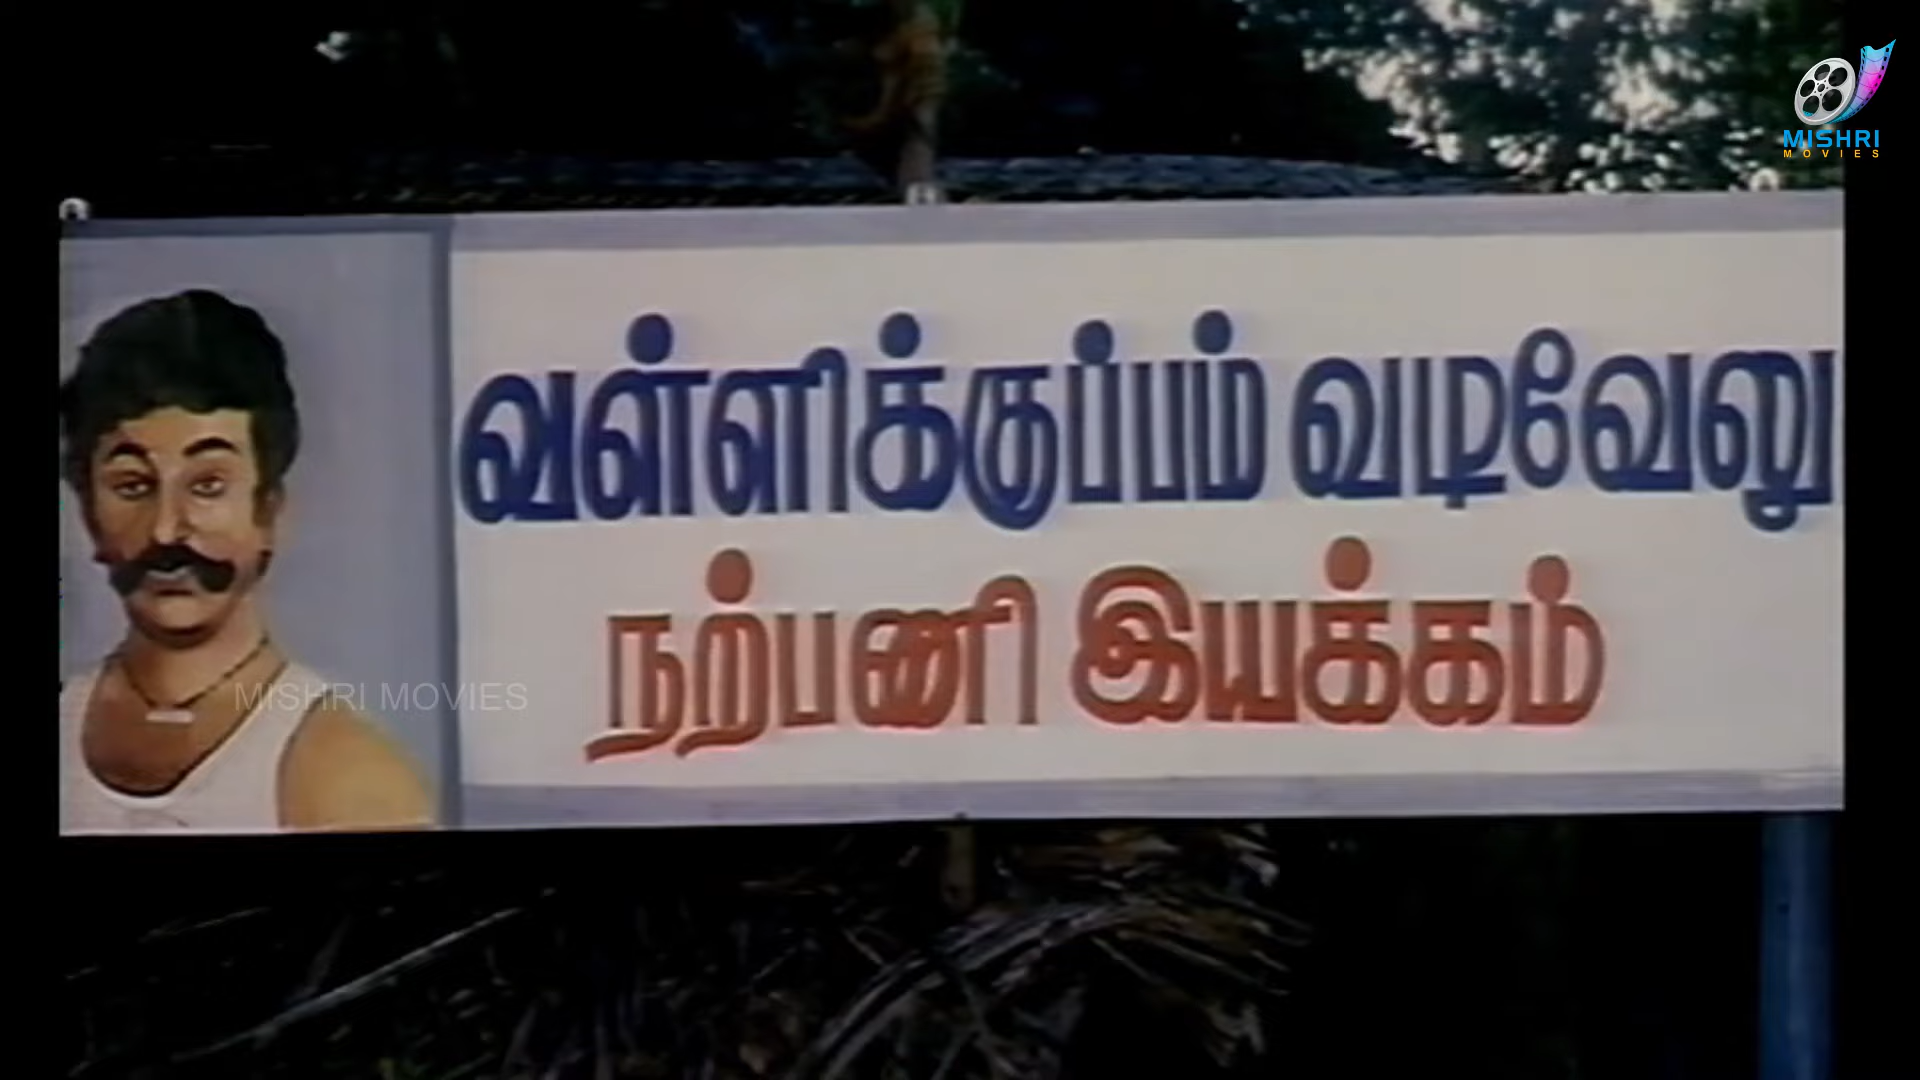 MISHRI
MOVIES
வள்ளிக்குப்பம் வடிவேலு
நற்பணி இயக்கம்
MISHRI MOVIES